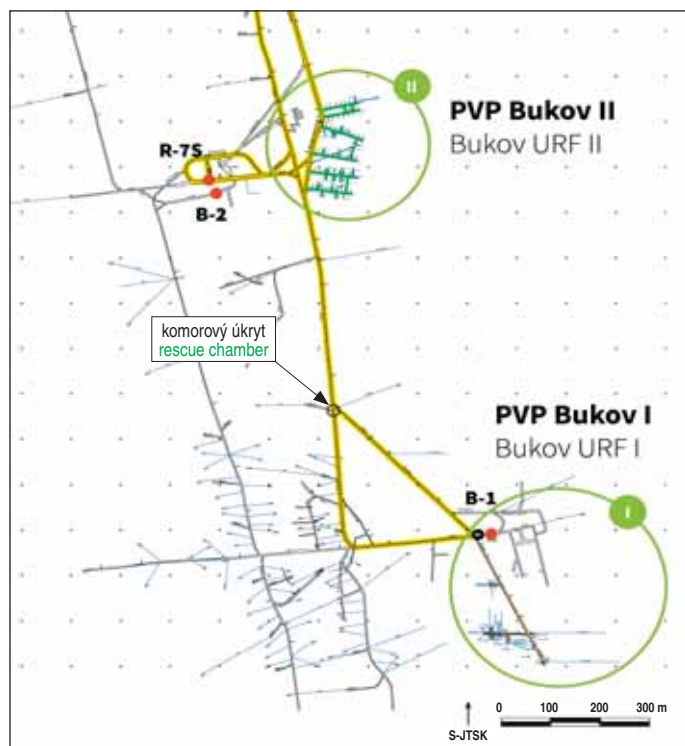 II
PVP Bukov II
Bukov URF II
R-7S
B-2
komorový úkryt
rescue chamber
PVP Bukov I
Bukov URF I
B-1
I
S-JTSK
0 100 200 300 m